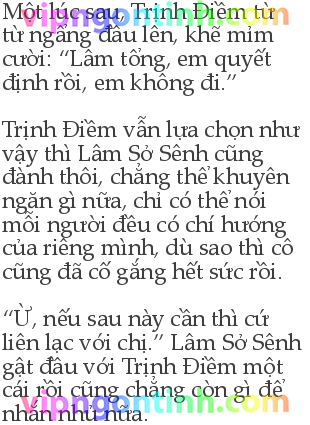 Một lúc sau, Trịnh Điềm từ
từ ngẩng đầu lên, khẽ mỉm
cười: “Lâm tổng, em quyết
định rồi, em không đi.”
Trịnh Điềm vẫn lựa chọn như
vậy thì Lâm Sở Sênh cũng
đành thôi, chẳng thể khuyên
ngăn gì nữa, chỉ có thể nói
mỗi người đều có chí hướng
của riêng mình, dù sao thì cô
cũng đã cố gắng hết sức rồi.
“Ừ, nếu sau này cần thì cứ
liên lạc với chị.” Lâm Sở Sênh
gật đầu với Trịnh Điềm một
cái rồi cũng chẳng còn gì để
nhắn nhủ nữa.
vipngontinh.com
vipngontinh.com